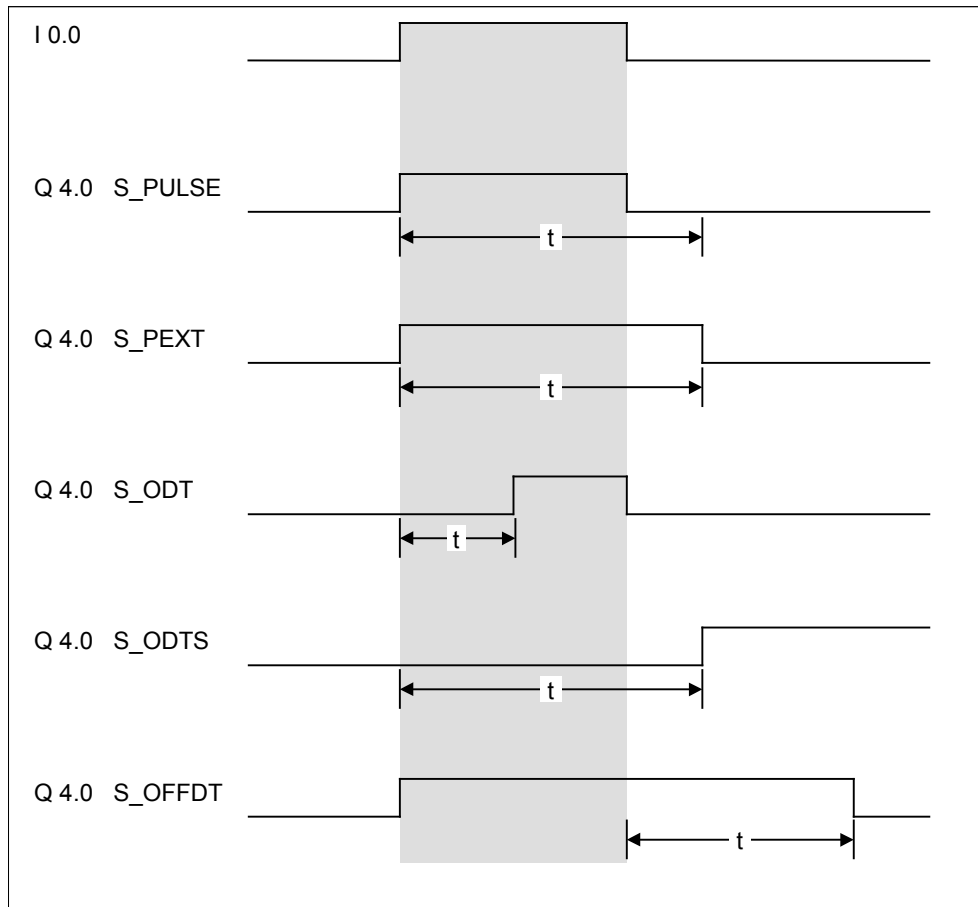 I 0.0
Q 4.0 S_PULSE
t
Q 4.0 S_PEXT
t
Q 4.0 S_ODT
t
Q 4.0 S_ODTS
t
Q 4.0 S_OFFDT
t